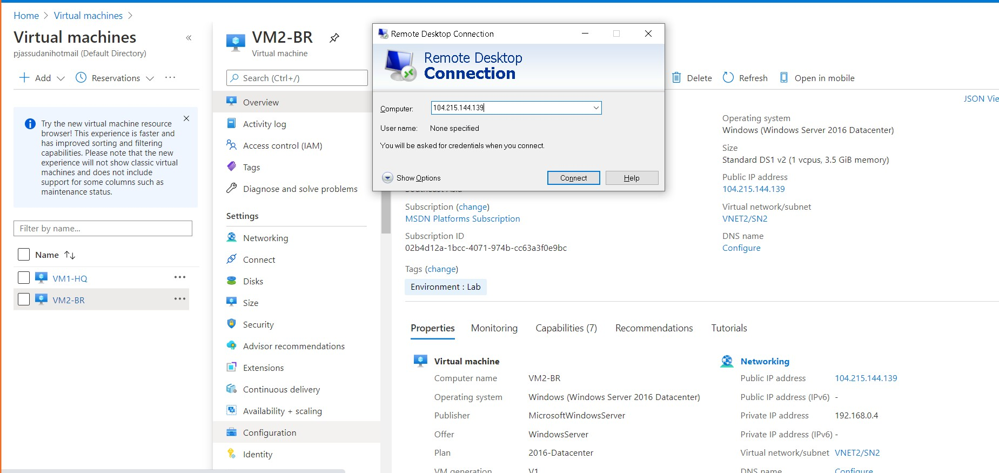 Home > Virtual machines >
Virtual machines «
pjassudanihotmail (Default Directory)
+ Add Reservations ...
Try the new virtual machine resource
browser! This experience is faster and
has improved sorting and filtering
capabilities. Please note that the new
experience will not show classic virtual
machines and does not include
support for some columns such as
maintenance status.
Filter by name...
Name ↑↓
VM1-HQ ...
VM2-BR ...
VM2-BR
Virtual machine
Search (Ctrl+/)
Overview
Activity log
Access control (IAM)
Tags
Diagnose and solve problems
Settings
Networking
Connect
Disks
Size
Security
Advisor recommendations
Extensions
Continuous delivery
Availability + scaling
Configuration
Identity
Remote Desktop Connection
Remote Desktop
Connection
Computer: 104.215.144.139
User name: None specified
You will be asked for credentials when you connect.
Show Options Connect Help
Delete Refresh Open in mobile
JSON Vie
Operating system
Windows (Windows Server 2016 Datacenter)
Size
Standard DS1 v2 (1 vcpus, 3.5 GiB memory)
Public IP address
104.215.144.139
Virtual network/subnet
VNET2/SN2
DNS name
Configure
Southeast Asia
Subscription (change)
MSDN Platforms Subscription
Subscription ID
02b4d12a-1bcc-4071-974b-cc63a3f0e9bc
Tags (change)
Environment : Lab
Properties Monitoring Capabilities (7) Recommendations Tutorials
Virtual machine
Computer name VM2-BR
Operating system Windows (Windows Server 2016 Datacenter)
Publisher MicrosoftWindowsServer
Offer WindowsServer
Plan 2016-Datacenter
VM generation V1
Networking
Public IP address 104.215.144.139
Public IP address (IPv6) -
Private IP address 192.168.0.4
Private IP address (IPv6) -
Virtual network/subnet VNET2/SN2
DNS name Configure